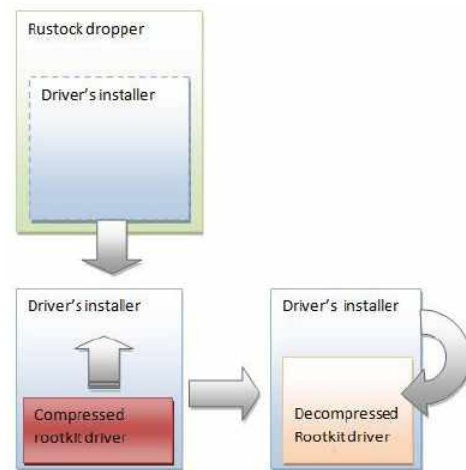 Rustock dropper
Driver's installer
Driver's installer
Compressed
rootkit driver
Driver's installer
Decompressed
Rootkit driver